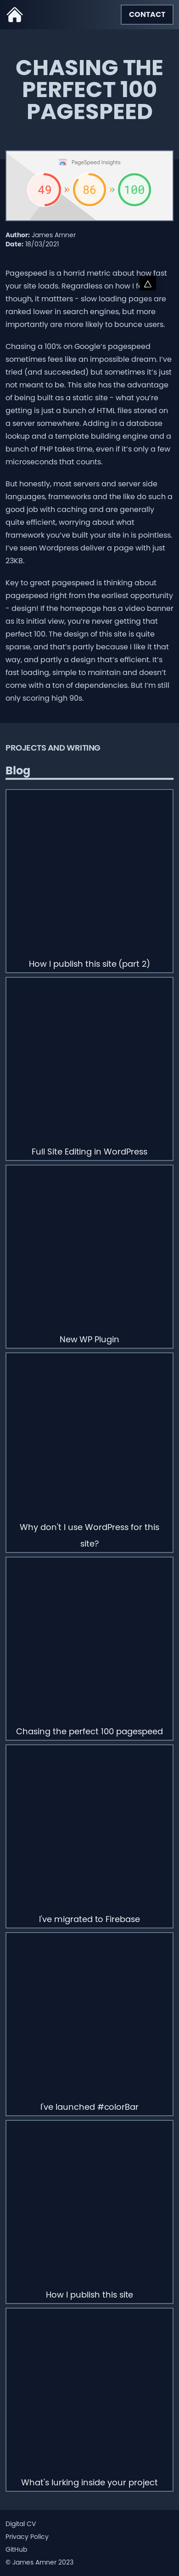 CONTACT
CHASING THE
PERFECT 100
PAGESPEED
PageSpeed Insights
49 » 86 » 100
Author: James Amner
Date: 18/03/2021
Pagespeed is a horrid metric about how fast
your site loads. Regardless on how I
though, it matters - slow loading pages are
ranked lower in search engines, but more
importantly are more likely to bounce users.
Chasing a 100% on Google's pagespeed
sometimes feels like an impossible dream. I've
tried (and succeeded) but sometimes it's just
not meant to be. This site has the advantage
of being built as a static site - what you're
getting is just a bunch of HTML files stored on
a server somewhere. Adding in a database
lookup and a template building engine and a
bunch of PHP takes time, even if it's only a few
microseconds that counts.
But honestly, most servers and server side
languages, frameworks and the like do such a
good job with caching and are generally
quite efficient, worrying about what
framework you've built your site in is pointless.
I've seen Wordpress deliver a page with just
23KB.
Key to great pagespeed is thinking about
pagespeed right from the earliest opportunity
- design! If the homepage has a video banner
as its initial view, you're never getting that
perfect 100. The design of this site is quite
sparse, and that's partly because I like it that
way, and partly a design that's efficient. It's
fast loading, simple to maintain and doesn't
come with a ton of dependencies. But I'm still
only scoring high 90s.
PROJECTS AND WRITING
Blog
How I publish this site (part 2)
Full Site Editing in WordPress
New WP Plugin
Why don't I use WordPress for this
site?
Chasing the perfect 100 pagespeed
I've migrated to Firebase
I've launched #colorBar
How I publish this site
What's lurking inside your project
Digital CV
Privacy Policy
GitHub
© James Amner 2023